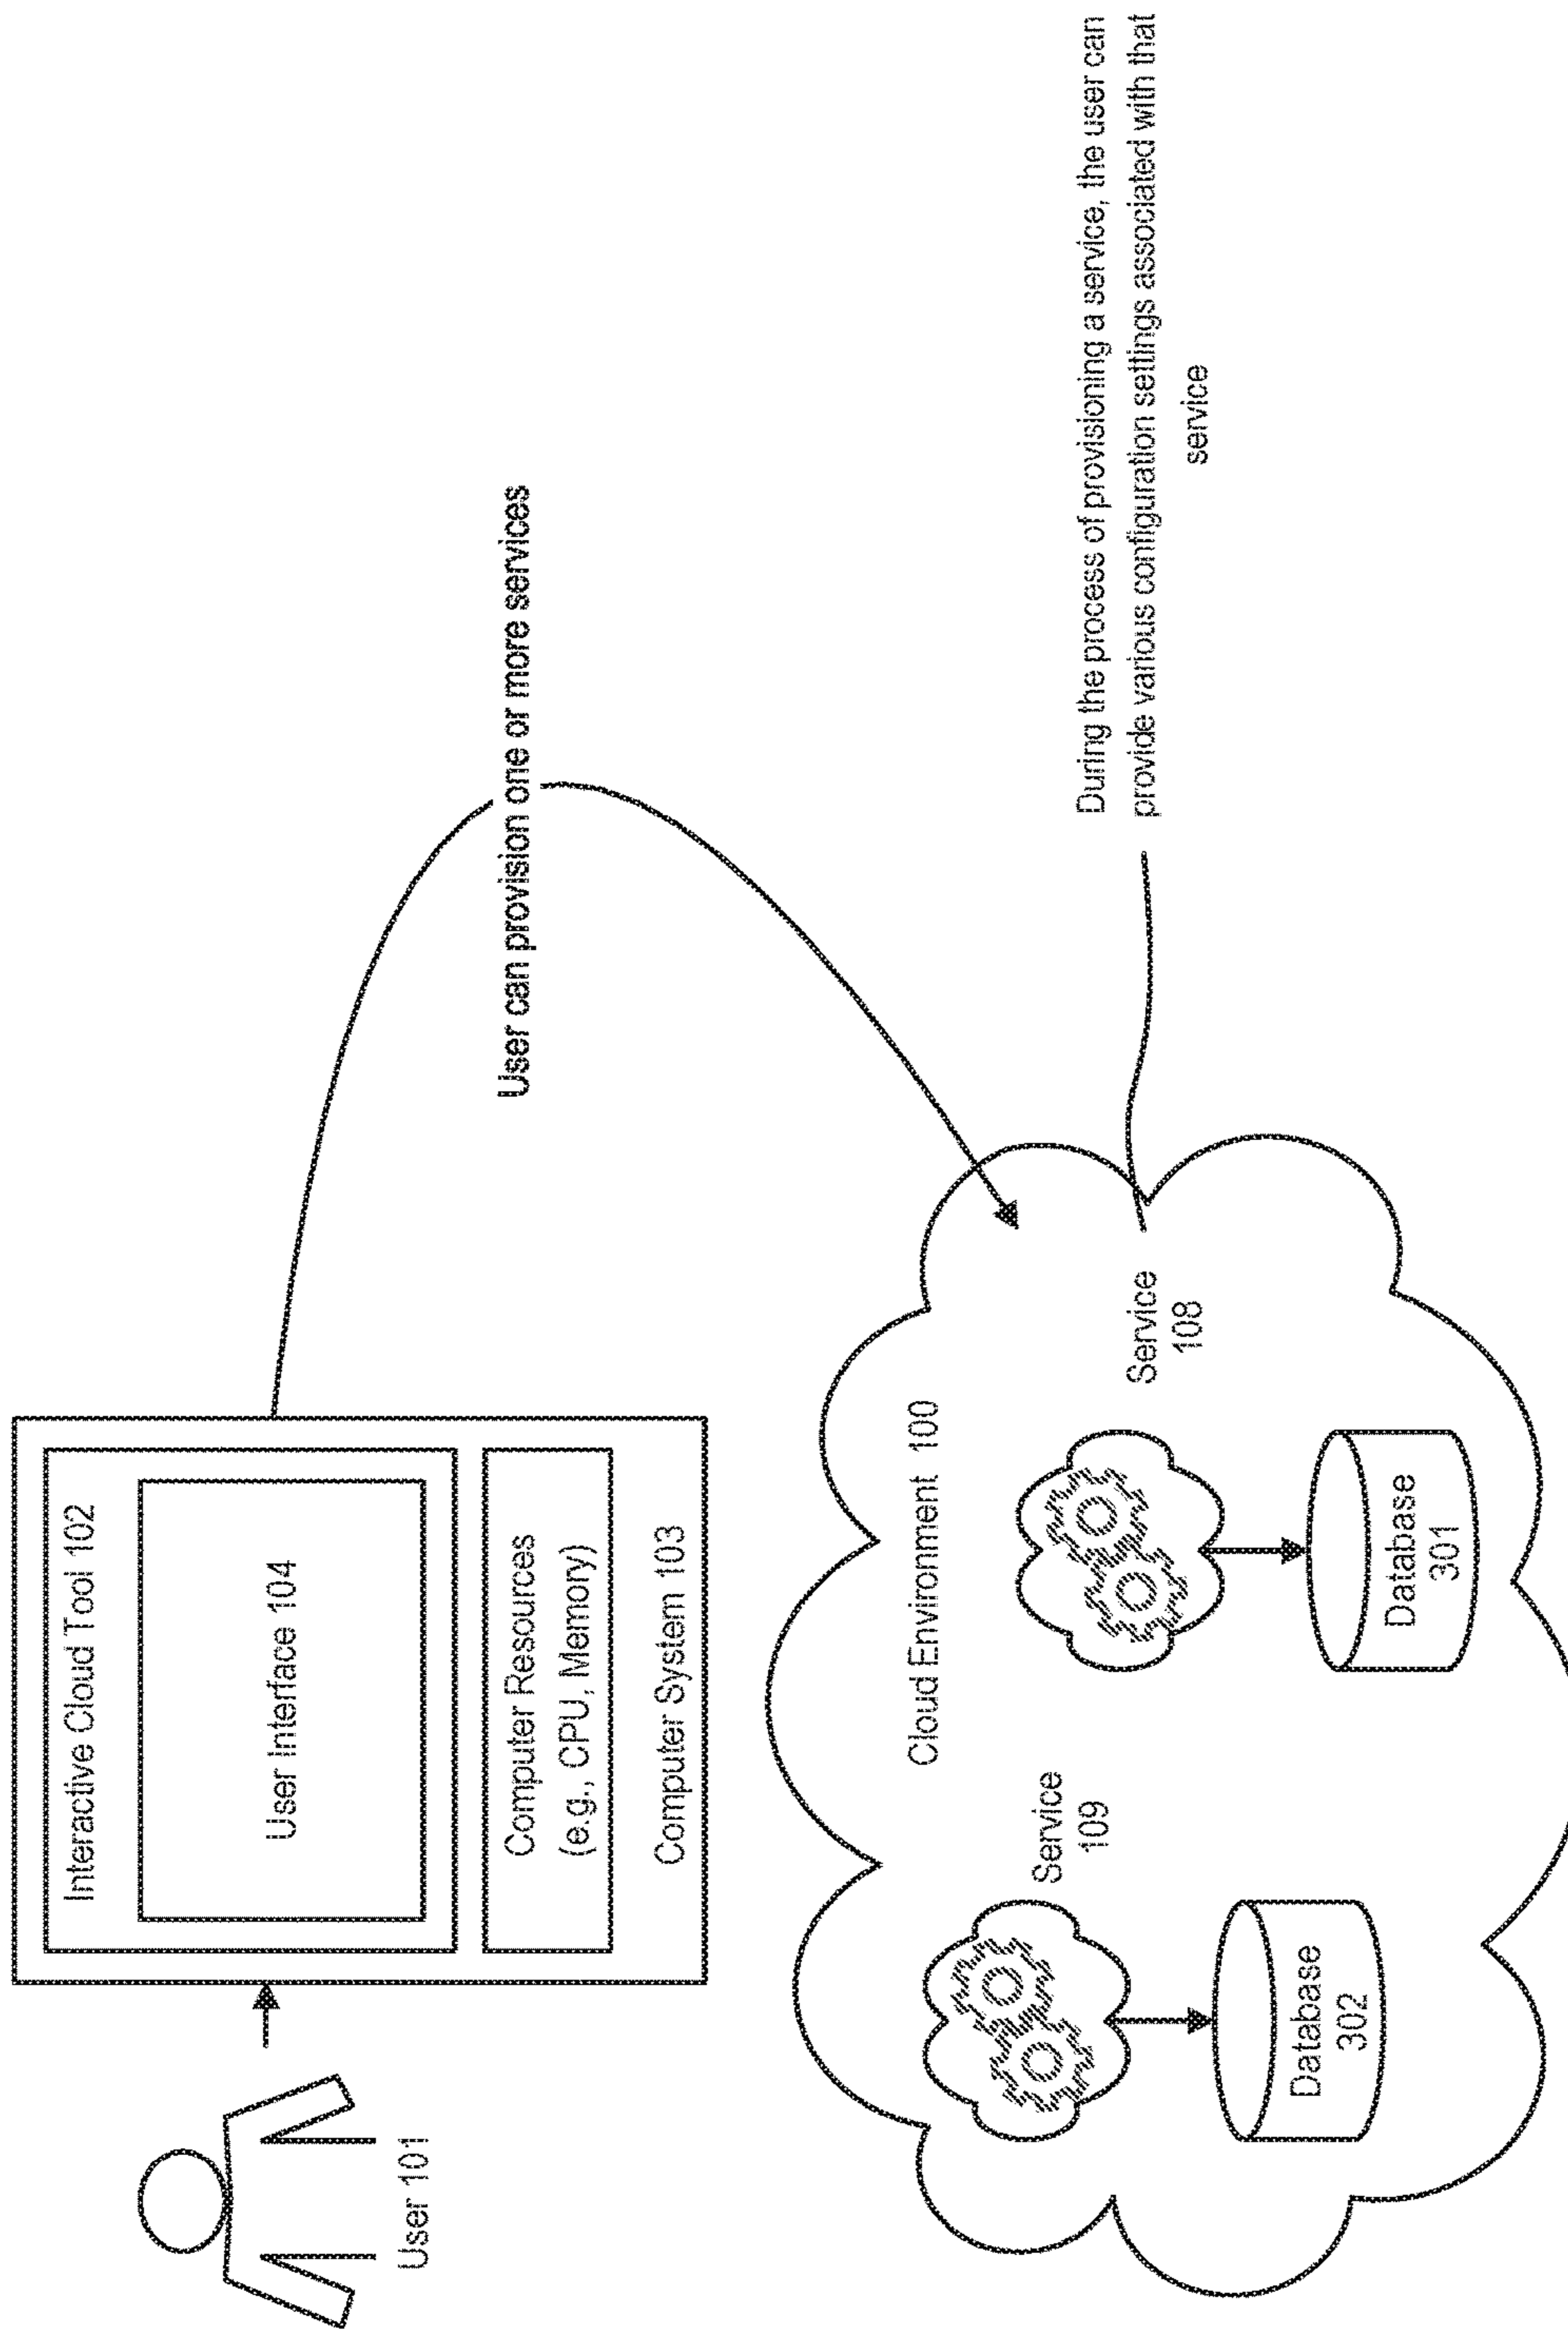 User 101
Interactive Cloud Tool 102
User Interface 104
Computer Resources
(e.g., CPU, Memory)
Computer System 103
User can provision one or more services
Cloud Environment 100
Service
109
Database
302
Service
108
Database
301
During the process of provisioning a service, the user can
provide various configuration settings associated with that
service